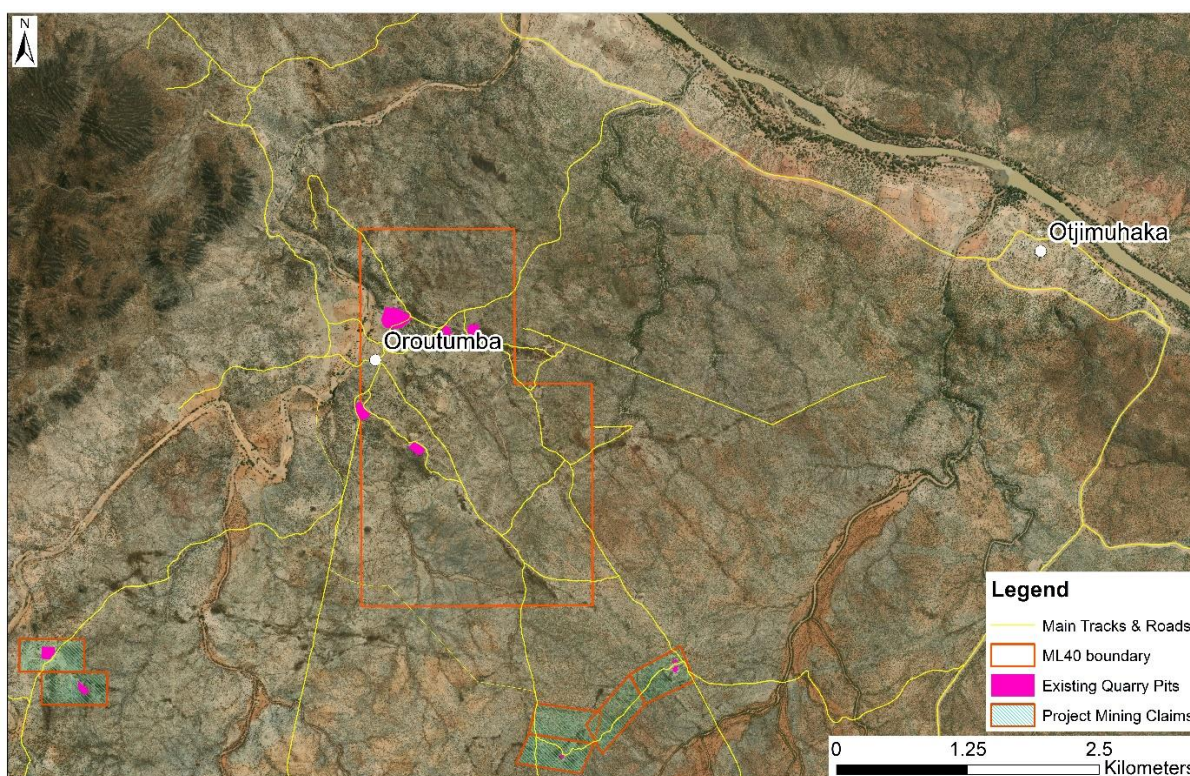 N
Otjimuhaka
Oroutumba
Legend
Main Tracks & Roads
ML40 boundary
Existing Quarry Pits
Project Mining Claims
0 1.25 2.5
Kilometers